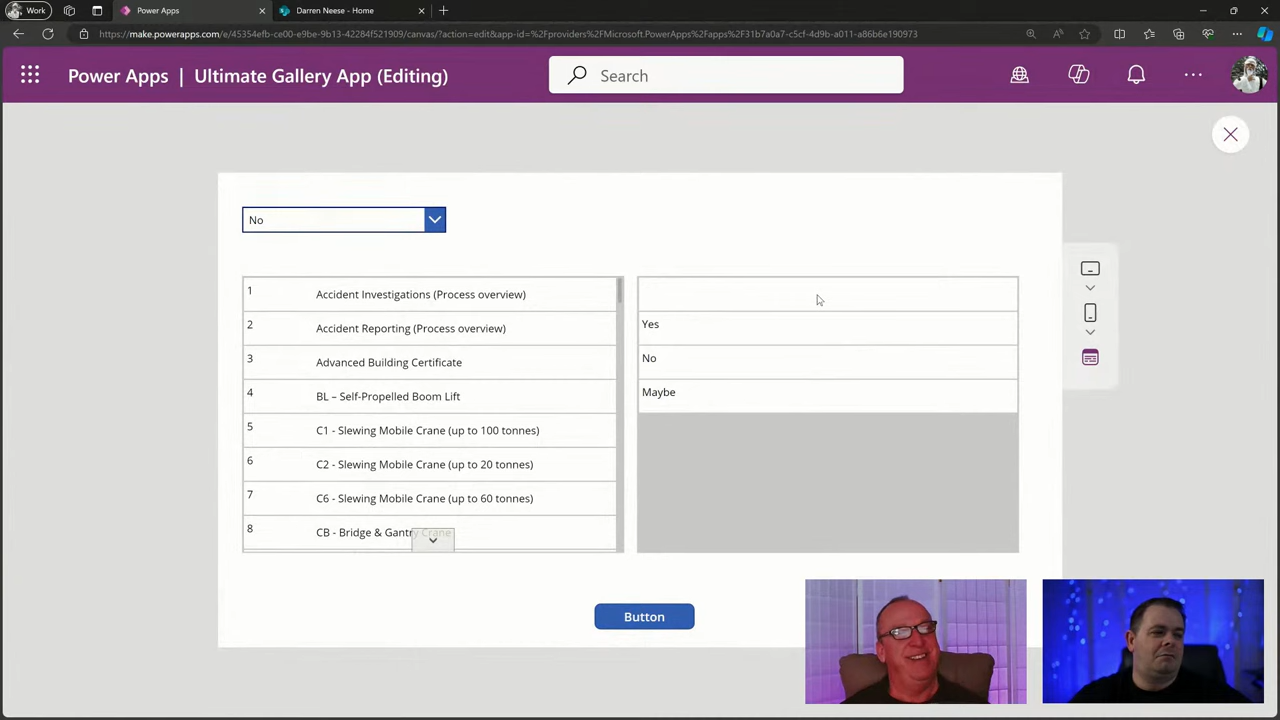 Work
Power Apps
Darren Neese - Home
https://make.powerapps.com/e/45354efb-ce00-e9be-9b13-42284f521909/canvas/?action=edit&app-id=%2Fproviders%2FMicrosoft.PowerApps%2Fapps%2F31b7a0a7-c5cf-4d9b-a011-a86b6e190973
Power Apps | Ultimate Gallery App (Editing)
Search
No
1 Accident Investigations (Process overview)
2 Accident Reporting (Process overview)
Yes
3 Advanced Building Certificate
No
4 BL – Self-Propelled Boom Lift
Maybe
5 C1 - Slewing Mobile Crane (up to 100 tonnes)
6 C2 - Slewing Mobile Crane (up to 20 tonnes)
7 C6 - Slewing Mobile Crane (up to 60 tonnes)
8 CB - Bridge & Gantry Crane
Button